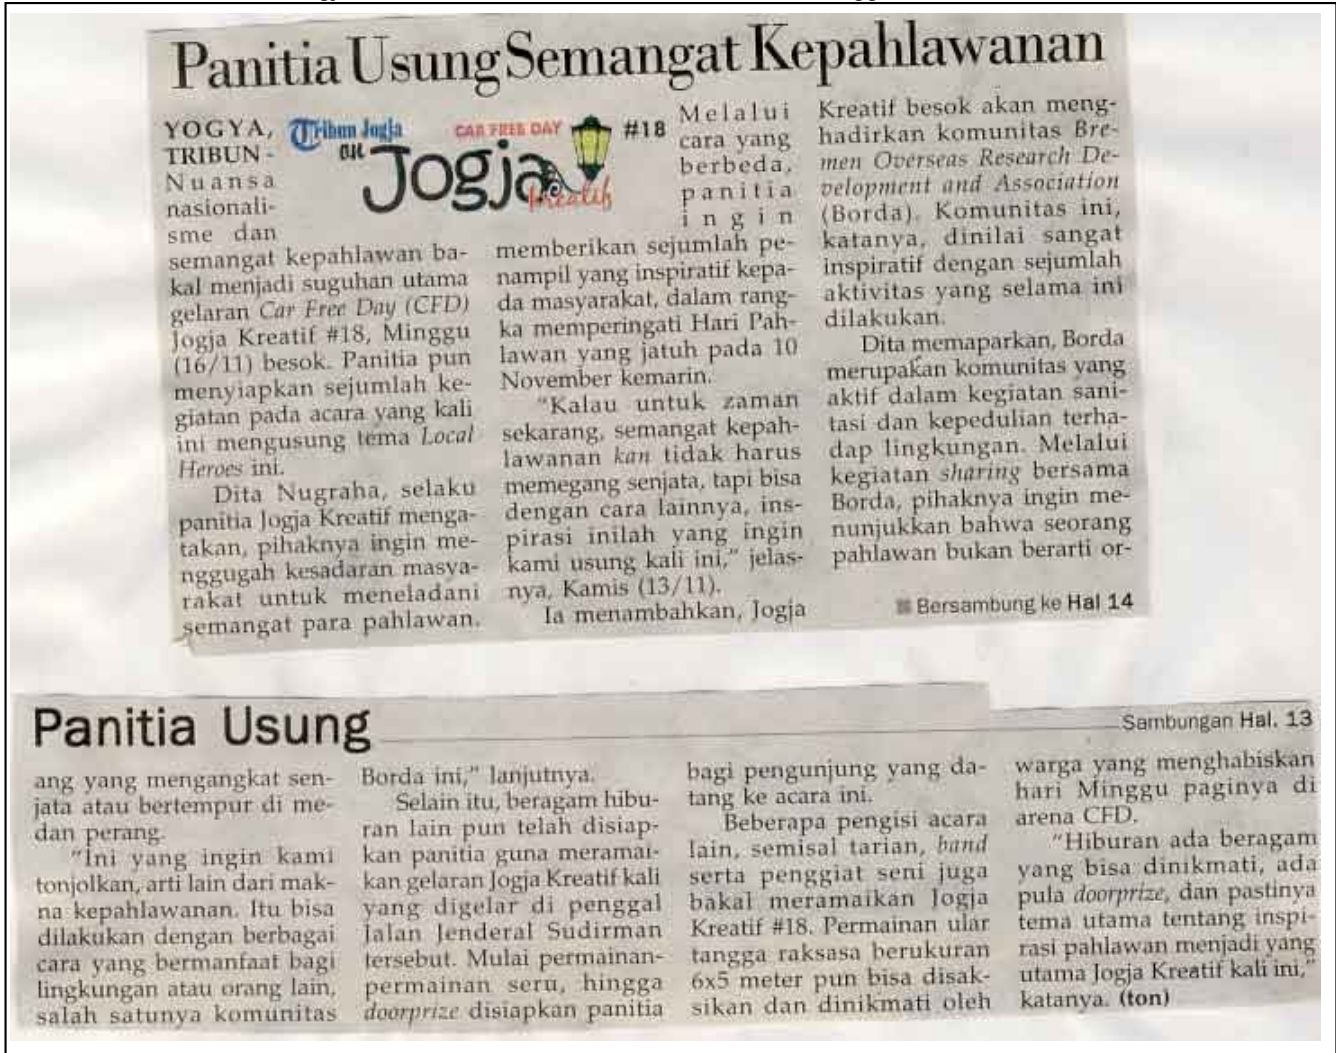 Panitia Usung Semangat Kepahlawanan
YOGYA,
TRIBUN -
Nuansa
nasionali-
sme dan
semangat kepahlawan ba-
kal menjadi suguhan utama
gelaran Car Free Day (CFD)
Jogja Kreatif #18, Minggu
(16/11) besok. Panitia pun
menyiapkan sejumlah ke-
giatan pada acara yang kali
ini mengusung tema Local
Heroes ini.
Dita Nugraha, selaku
panitia Jogja Kreatif menga-
takan, pihaknya ingin me-
nggugah kesadaran masya-
rakat untuk meneladani
semangat para pahlawan.
Tribun Jogja
CAR FREE DAY
#18
Jogja
kreatif
Melalui
cara yang
berbeda,
panitia
ingin
memberikan sejumlah pe-
nampil yang inspiratif kepa-
da masyarakat, dalam rang-
ka memperingati Hari Pah-
lawan yang jatuh pada 10
November kemarin.
"Kalau untuk zaman
sekarang, semangat kepah-
lawanan kan tidak harus
memegang senjata, tapi bisa
dengan cara lainnya, ins-
pirasi inilah yang ingin
kami usung kali ini," jelas-
nya, Kamis (13/11).
Ia menambahkan, Jogja
Kreatif besok akan meng-
hadirkan komunitas Bre-
men Overseas Research De-
velopment and Association
(Borda). Komunitas ini,
katanya, dinilai sangat
inspiratif dengan sejumlah
aktivitas yang selama ini
dilakukan.
Dita memaparkan, Borda
merupakan komunitas yang
aktif dalam kegiatan sani-
tasi dan kepedulian terha-
dap lingkungan. Melalui
kegiatan sharing bersama
Borda, pihaknya ingin me-
nunjukkan bahwa seorang
pahlawan bukan berarti or-
Bersambung ke Hal 14
Panitia Usung
Sambungan Hal. 13
ang yang mengangkat sen-
jata atau bertempur di me-
dan perang.
"Ini yang ingin kami
tonjolkan, arti lain dari mak-
na kepahlawanan. Itu bisa
dilakukan dengan berbagai
cara yang bermanfaat bagi
lingkungan atau orang lain,
salah satunya komunitas
Borda ini," lanjutnya.
Selain itu, beragam hibu-
ran lain pun telah disiap-
kan panitia guna meramai-
kan gelaran Jogja Kreatif kali
yang digelar di penggal
Jalan Jenderal Sudirman
tersebut. Mulai permainan-
permainan seru, hingga
doorprize disiapkan panitia
bagi pengunjung yang da-
tang ke acara ini.
Beberapa pengisi acara
lain, semisal tarian, band
serta penggiat seni juga
bakal meramaikan Jogja
Kreatif #18. Permainan ular
tangga raksasa berukuran
6x5 meter pun bisa disak-
sikan dan dinikmati oleh
warga yang menghabiskan
hari Minggu paginya di
arena CFD.
"Hiburan ada beragam
yang bisa dinikmati, ada
pula doorprize, dan pastinya
tema utama tentang inspi-
rasi pahlawan menjadi yang
utama Jogja Kreatif kali ini,"
katanya. (ton)